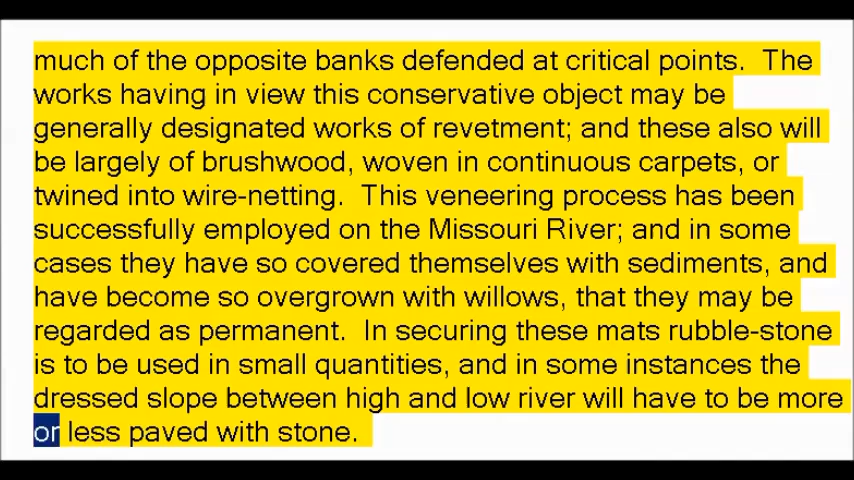 much of the opposite banks defended at critical points.  The
works having in view this conservative object may be
generally designated works of revetment; and these also will
be largely of brushwood, woven in continuous carpets, or
twined into wire-netting.  This veneering process has been
successfully employed on the Missouri River; and in some
cases they have so covered themselves with sediments, and
have become so overgrown with willows, that they may be
regarded as permanent.  In securing these mats rubble-stone
is to be used in small quantities, and in some instances the
dressed slope between high and low river will have to be more
or less paved with stone.